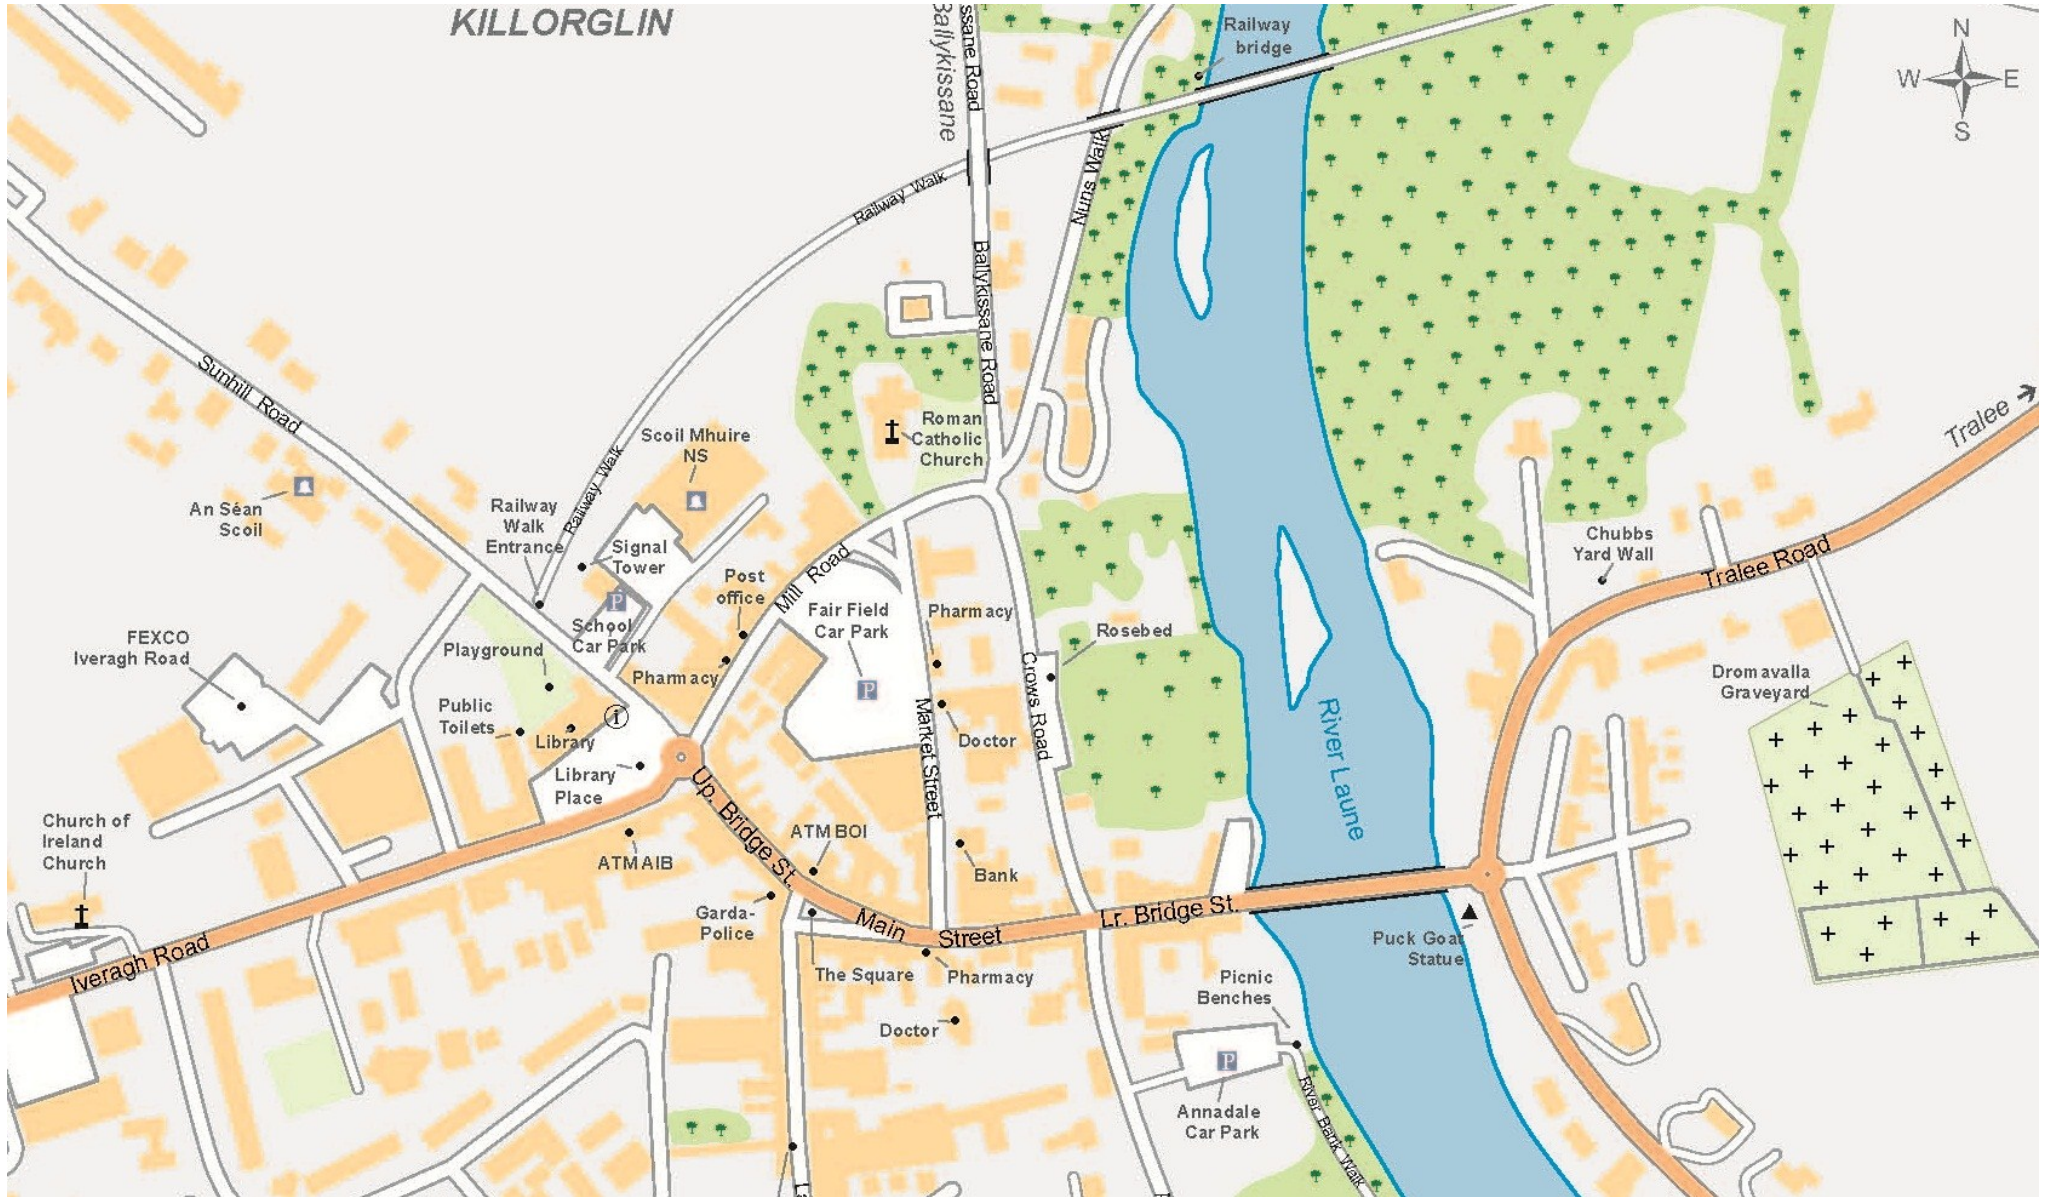 KILLORGLIN
Ballykissane
ssane Road
Railway
bridge
N
W E
S
Railway Walk
Nuns Walk
Ballykissane Road
Sunhill Road
Railway Walk
Scoil Mhuire
NS
Roman
Catholic
Church
Tralee
An Séan
Scoil
Railway
Walk
Entrance
Signal
Tower
P
School
Car Park
Post
office
Mill Road
Fair Field
Car Park
P
Pharmacy
Pharmacy
Rosebed
Crows Road
Chubbs
Yard Wall
Tralee Road
Dromavalla
Graveyard
FEXCO
Iveragh Road
Playground
Public
Toilets
Library
i
Library
Place
Market Street
Doctor
River Laune
Up. Bridge St.
ATM BOI
ATM AIB
Bank
Church of
Ireland
Church
Garda-
Police
Main Street
Lr. Bridge St.
Puck Goat
Statue
Iveragh Road
The Square
Pharmacy
Doctor
Picnic
Benches
P
Annadale
Car Park
River Bank Walk